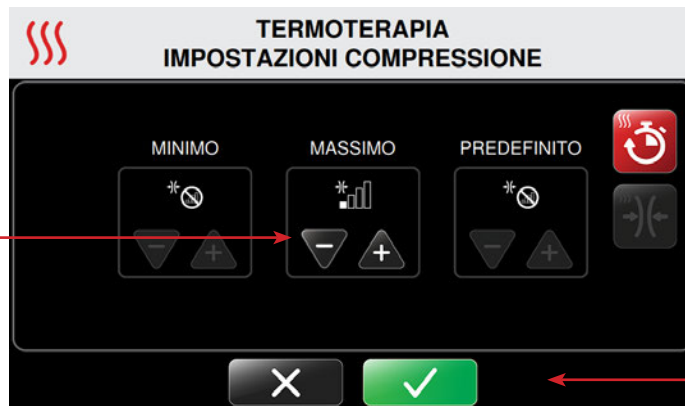 TERMOTERAPIA
IMPOSTAZIONI COMPRESSIONE
MINIMO MASSIMO PREDEFINITO